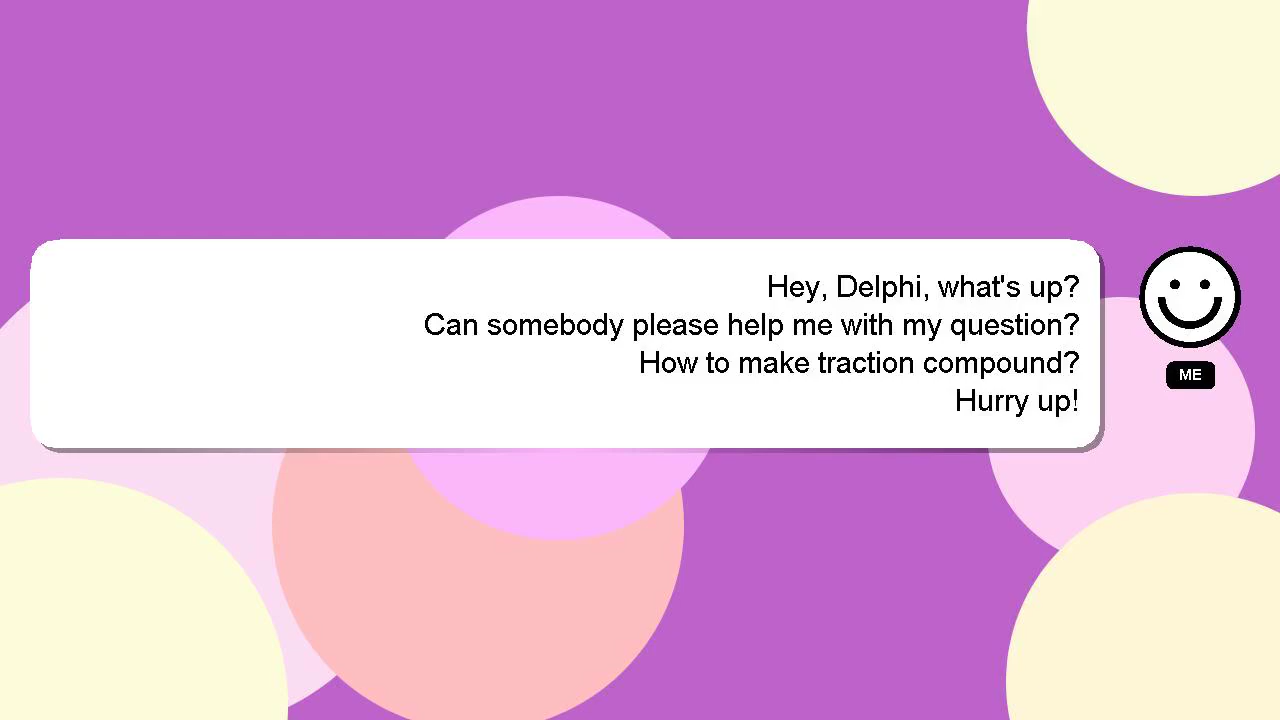 Hey, Delphi, what's up?
Can somebody please help me with my question?
How to make traction compound?
Hurry up!
ME